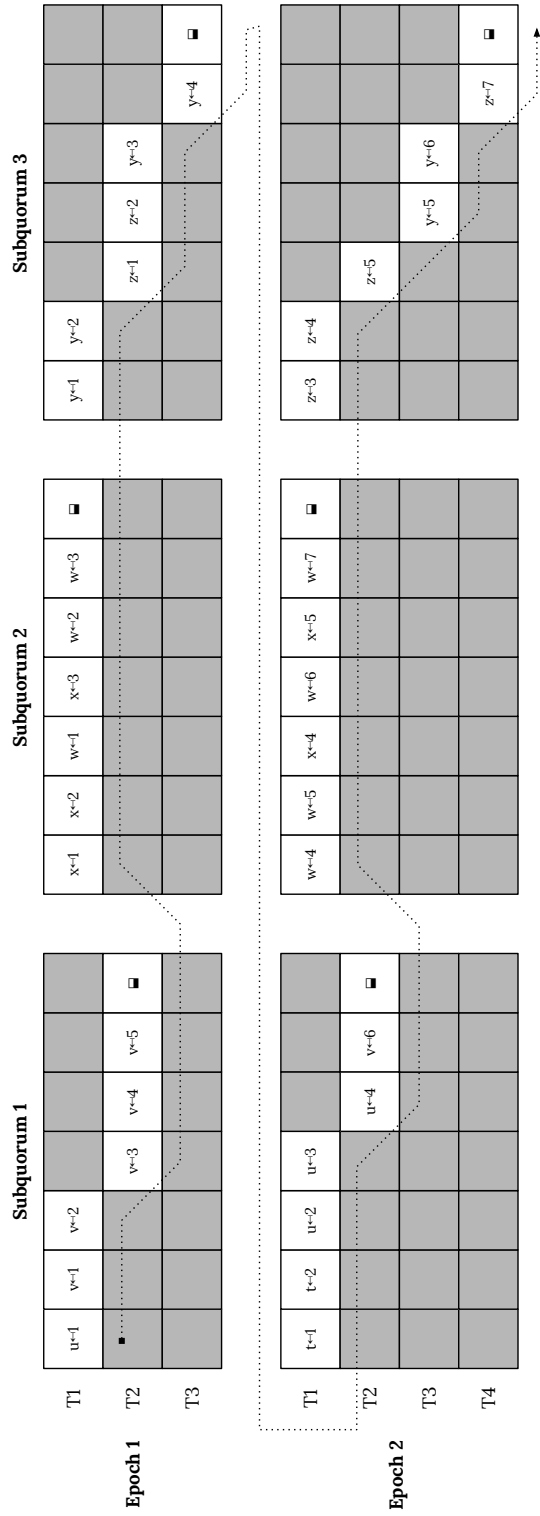 Subquorum 1 Subquorum 2 Subquorum 3
Epoch 1
T1 u←1 v←1 v←2 x←1 x←2 w←1 x←3 w←2 w←3 y←1 y←2
T2 v←3 v←4 v←5 z←1 z←2 y←3
T3 y←4
Epoch 2
T1 t←1 t←2 u←2 u←3 w←4 w←5 x←4 w←6 x←5 w←7 z←3 z←4
T2 u←4 v←6 z←5
T3 y←5 y←6
T4 z←7